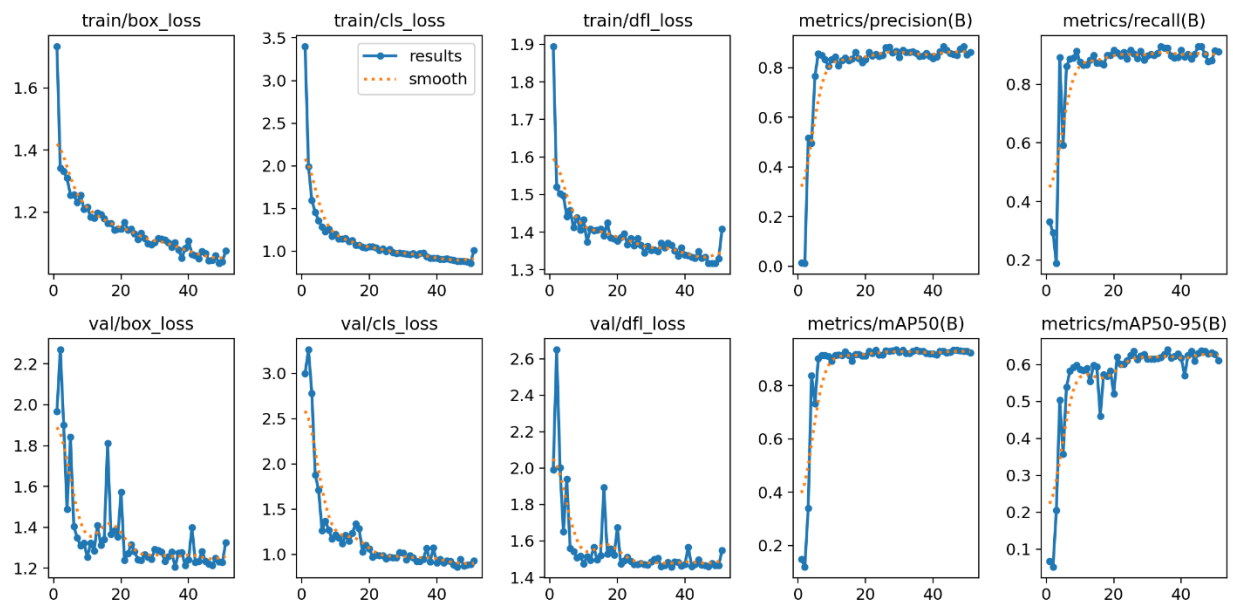 train/box_loss
train/cls_loss
train/dfl_loss
metrics/precision(B)
metrics/recall(B)
1.6
1.4
1.2
0 20 40
3.5
3.0
2.5
2.0
1.5
1.0
results
smooth
0 20 40
1.9
1.8
1.7
1.6
1.5
1.4
1.3
0 20 40
0.8
0.6
0.4
0.2
0.0
0 20 40
0.8
0.6
0.4
0.2
0 20 40
val/box_loss
val/cls_loss
val/dfl_loss
metrics/mAP50(B)
metrics/mAP50-95(B)
2.2
2.0
1.8
1.6
1.4
1.2
0 20 40
3.0
2.5
2.0
1.5
1.0
0 20 40
2.6
2.4
2.2
2.0
1.8
1.6
1.4
0 20 40
0.8
0.6
0.4
0.2
0 20 40
0.6
0.5
0.4
0.3
0.2
0.1
0 20 40